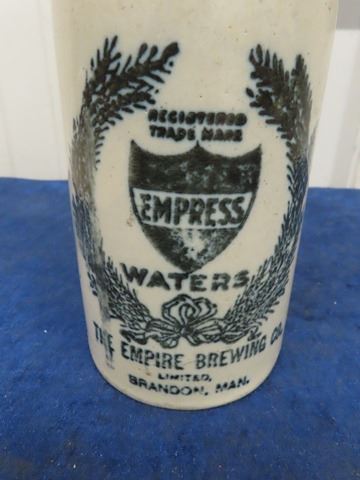 REGISTERED
TRADE MARK
EMPRESS
WATERS
THE EMPIRE BREWING CO.
LIMITED,
BRANDON, MAN.